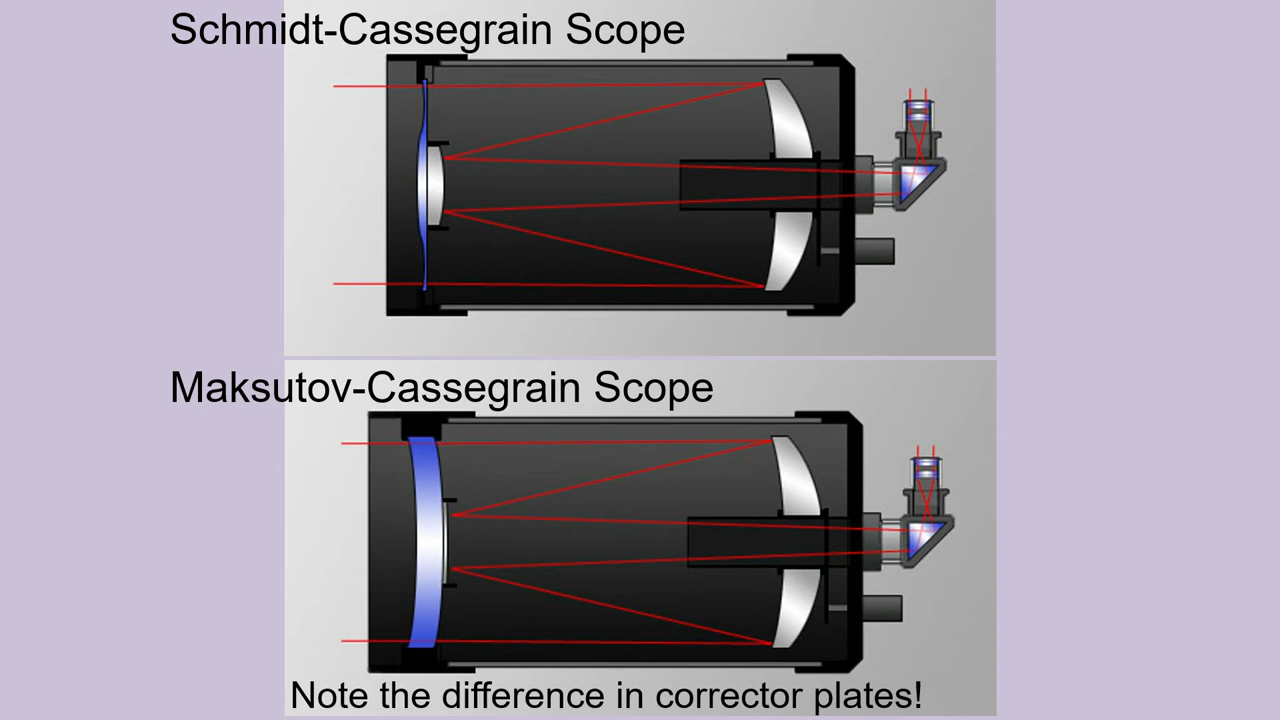 Schmidt-Cassegrain Scope
Maksutov-Cassegrain Scope
Note the difference in corrector plates!